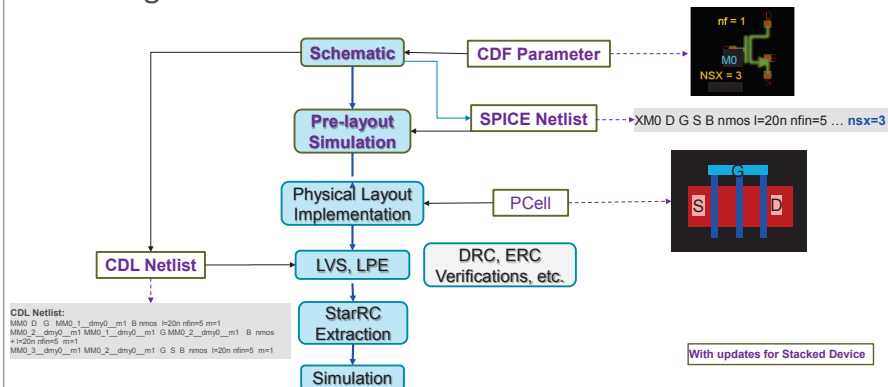 nf = 1
D
M0
NSX = 3
Schematic
CDF Parameter
SPICE Netlist
XM0 D G S B nmos l=20n nfin=5 … nsx=3
Pre-layout
Simulation
G
S
D
Physical Layout
Implementation
PCell
CDL Netlist
LVS, LPE
DRC, ERC
Verifications, etc.
CDL Netlist:
MM0 D G MM0_1__dmy0__m1 B nmos l=20n nfin=5 m=1
MM0_2__dmy0__m1 MM0_1__dmy0__m1 G MM0_2__dmy0__m1 B nmos
+ l=20n nfin=5 m=1
MM0_3__dmy0__m1 MM0_2__dmy0__m1 G S B nmos l=20n nfin=5 m=1
StarRC
Extraction
With updates for Stacked Device
Simulation